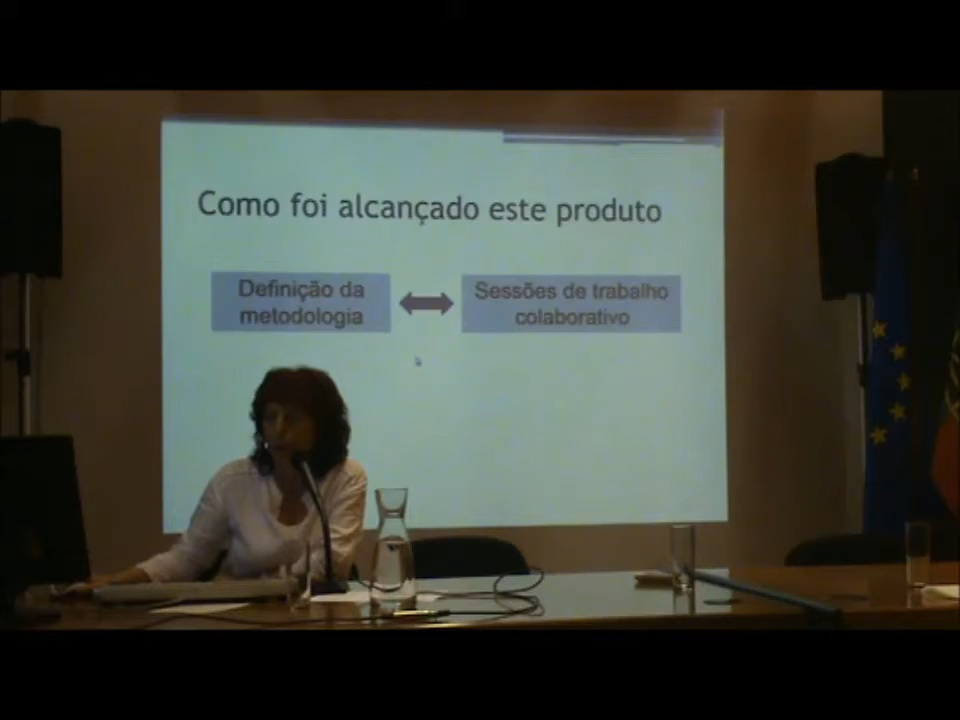 Como foi alcançado este produto
Definição da
metodologia
Sessões de trabalho
colaborativo